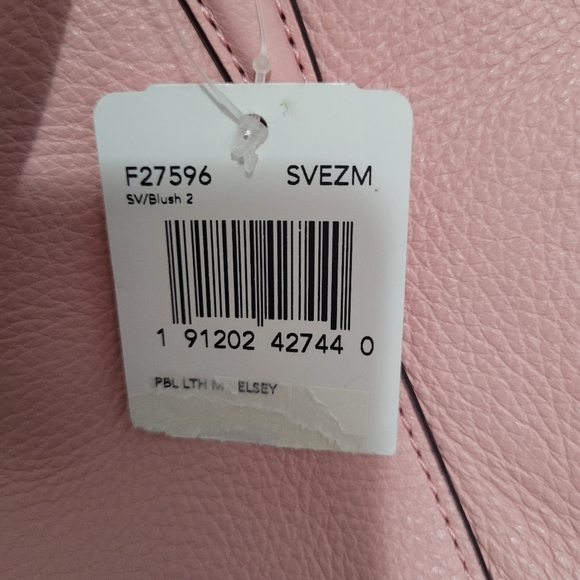 F27596 SVEZM
SV/Blush 2
1 91202 42744 0
PBL LTH ELSEY